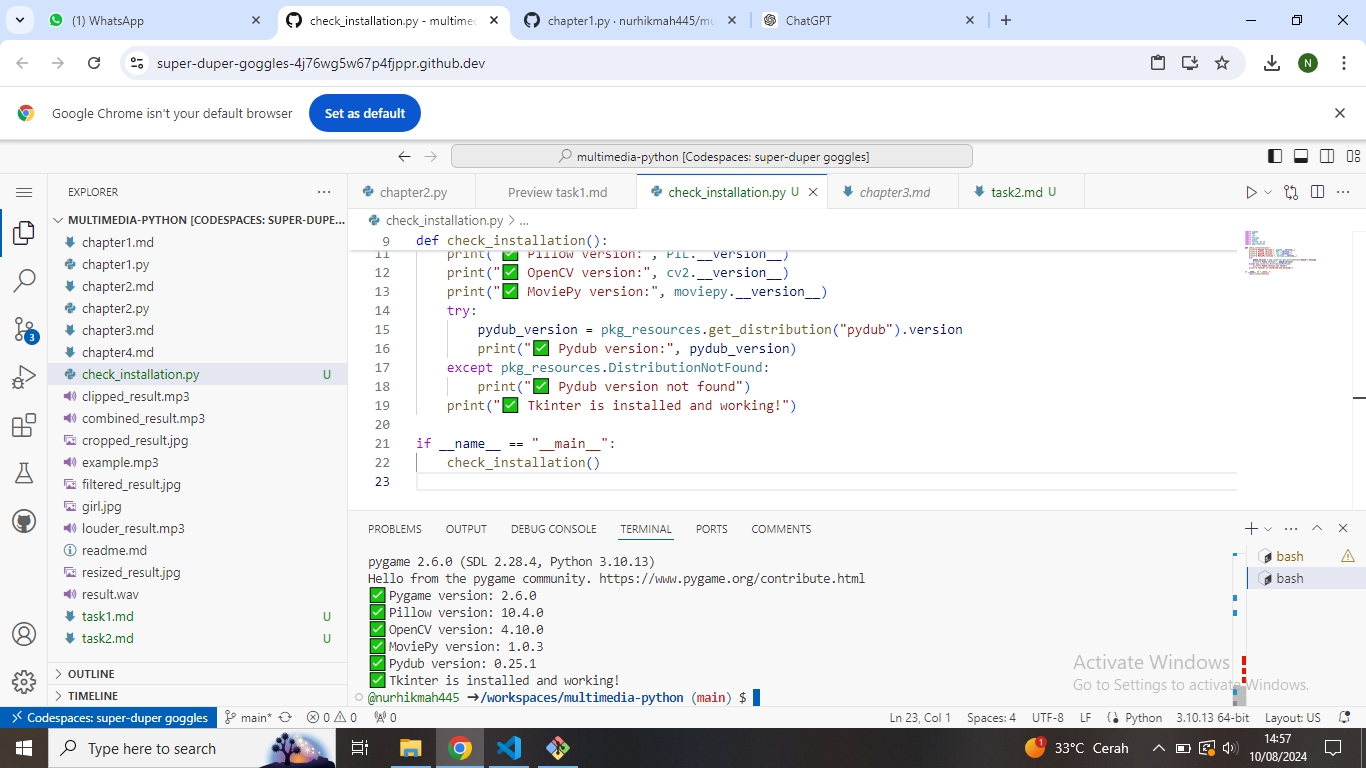 (1) WhatsApp
check_installation.py - multimedia
chapter1.py · nurhikmah445/mu
ChatGPT
super-duper-goggles-4j76wg5w67p4fjppr.github.dev
N
Google Chrome isn't your default browser
Set as default
multimedia-python [Codespaces: super-duper goggles]
EXPLORER
MULTIMEDIA-PYTHON [CODESPACES: SUPER-DUPE...
chapter1.md
chapter1.py
chapter2.md
chapter2.py
chapter3.md
chapter4.md
check_installation.py U
clipped_result.mp3
combined_result.mp3
cropped_result.jpg
example.mp3
filtered_result.jpg
girl.jpg
louder_result.mp3
readme.md
resized_result.jpg
result.wav
task1.md U
task2.md U
OUTLINE
TIMELINE
3
chapter2.py
Preview task1.md
check_installation.py U
chapter3.md
task2.md U
check_installation.py > ...
9 def check_installation():
11 print("✅ Pillow version:", PIL.__version__)
12 print("✅ OpenCV version:", cv2.__version__)
13 print("✅ MoviePy version:", moviepy.__version__)
14 try:
15 pydub_version = pkg_resources.get_distribution("pydub").version
16 print("✅ Pydub version:", pydub_version)
17 except pkg_resources.DistributionNotFound:
18 print("✅ Pydub version not found")
19 print("✅ Tkinter is installed and working!")
20
21 if __name__ == "__main__":
22 check_installation()
23
PROBLEMS OUTPUT DEBUG CONSOLE TERMINAL PORTS COMMENTS
pygame 2.6.0 (SDL 2.28.4, Python 3.10.13)
Hello from the pygame community. https://www.pygame.org/contribute.html
✅ Pygame version: 2.6.0
✅ Pillow version: 10.4.0
✅ OpenCV version: 4.10.0
✅ MoviePy version: 1.0.3
✅ Pydub version: 0.25.1
✅ Tkinter is installed and working!
@nurhikmah445 ➜/workspaces/multimedia-python (main) $
bash
bash
Activate Windows
Go to Settings to activate Windows.
Codespaces: super-duper goggles
main*
0 0
0
Ln 23, Col 1
Spaces: 4
UTF-8
LF
Python
3.10.13 64-bit
Layout: US
Type here to search
1
33°C Cerah
14:57
10/08/2024